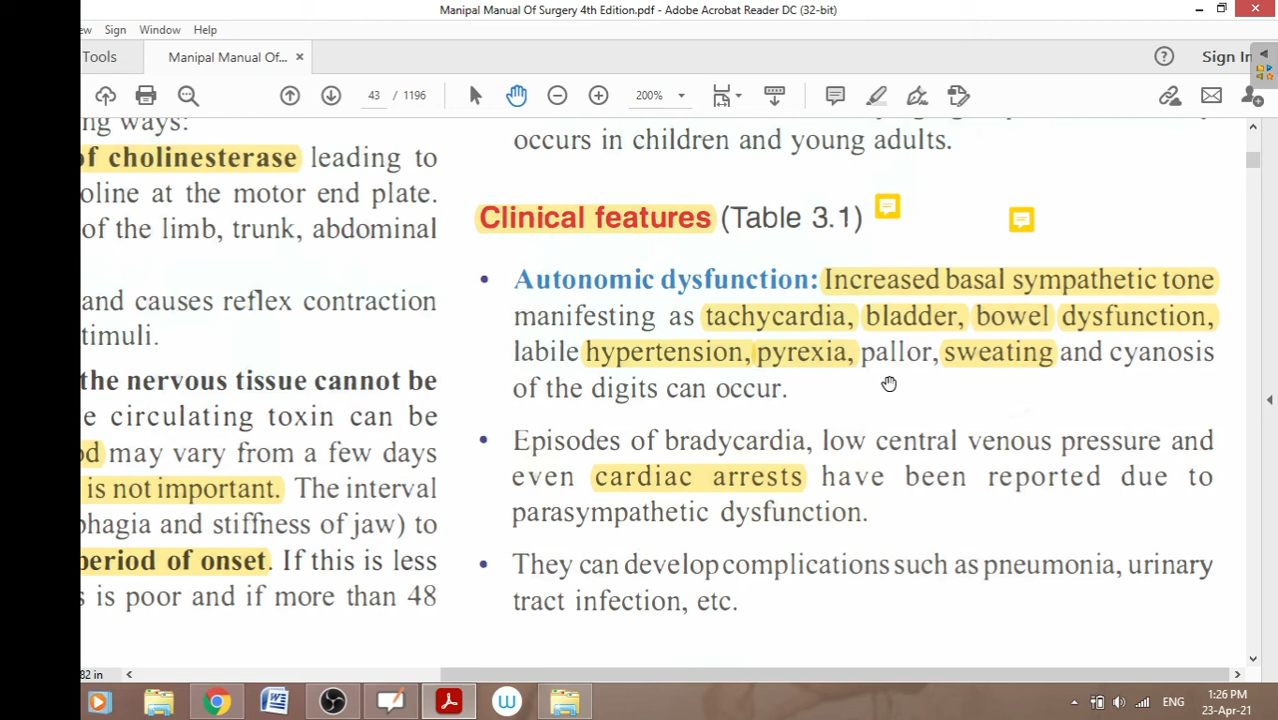 Manipal Manual Of Surgery 4th Edition.pdf - Adobe Acrobat Reader DC (32-bit)
ew Sign Window Help
Tools Manipal Manual Of... × Sign In
43 / 1196 200%
ng ways:
of cholinesterase leading to
oline at the motor end plate.
of the limb, trunk, abdominal
and causes reflex contraction
timuli.
the nervous tissue cannot be
e circulating toxin can be
od may vary from a few days
is not important. The interval
phagia and stiffness of jaw) to
period of onset. If this is less
s is poor and if more than 48
occurs in children and young adults.
Clinical features (Table 3.1)
• Autonomic dysfunction: Increased basal sympathetic tone
manifesting as tachycardia, bladder, bowel dysfunction,
labile hypertension, pyrexia, pallor, sweating and cyanosis
of the digits can occur.
• Episodes of bradycardia, low central venous pressure and
even cardiac arrests have been reported due to
parasympathetic dysfunction.
• They can develop complications such as pneumonia, urinary
tract infection, etc.
82 in
ENG
1:26 PM
23-Apr-21